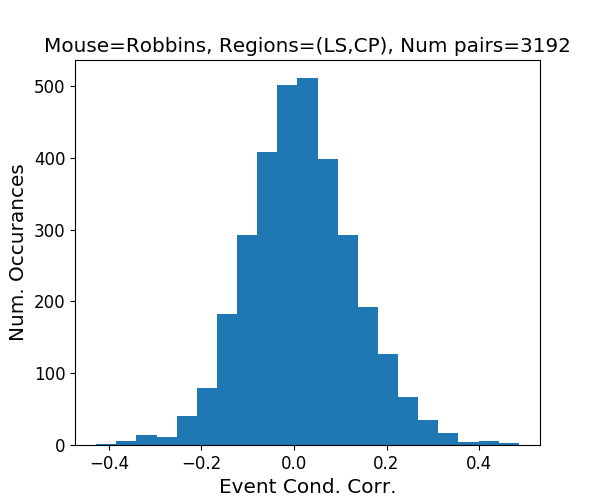 Mouse=Robbins, Regions=(LS,CP), Num pairs=3192
500
400
300
200
100
0
Num. Occurances
−0.4 −0.2 0.0 0.2 0.4
Event Cond. Corr.